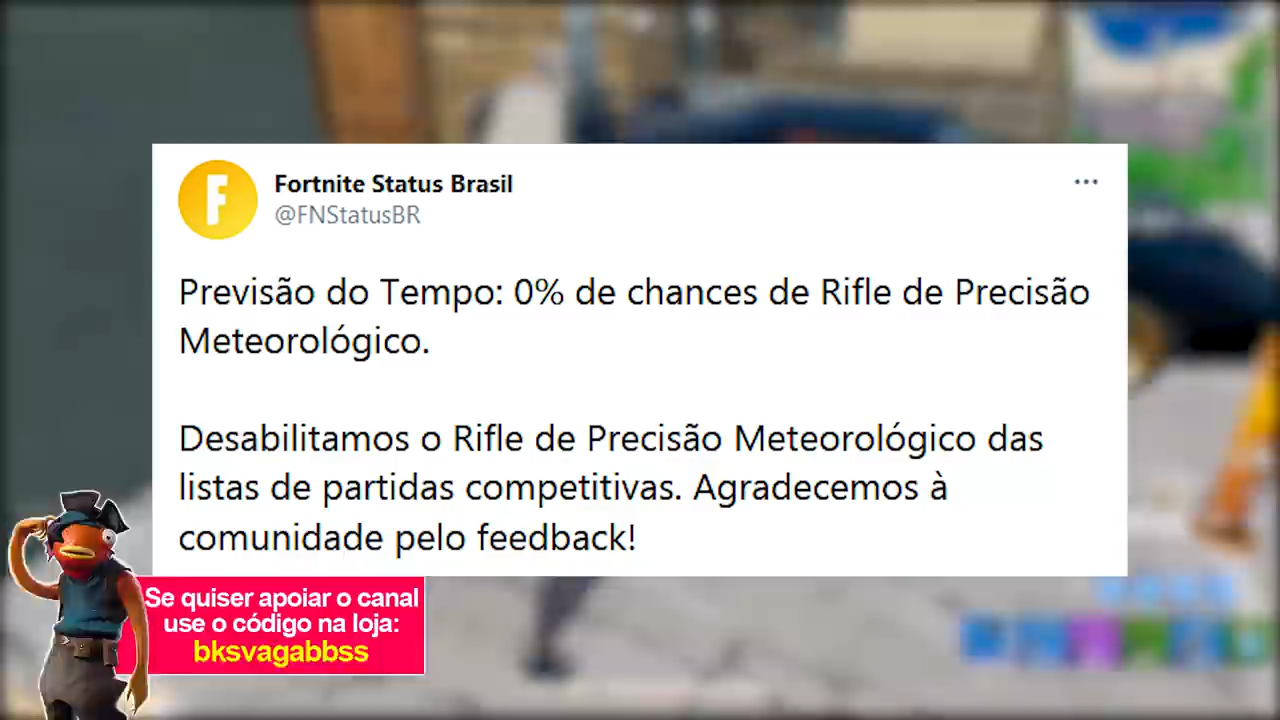 Fortnite Status Brasil
@FNStatusBR
Previsão do Tempo: 0% de chances de Rifle de Precisão
Meteorológico.
Desabilitamos o Rifle de Precisão Meteorológico das
listas de partidas competitivas. Agradecemos à
comunidade pelo feedback!
Se quiser apoiar o canal
use o código na loja:
bksvagabbss